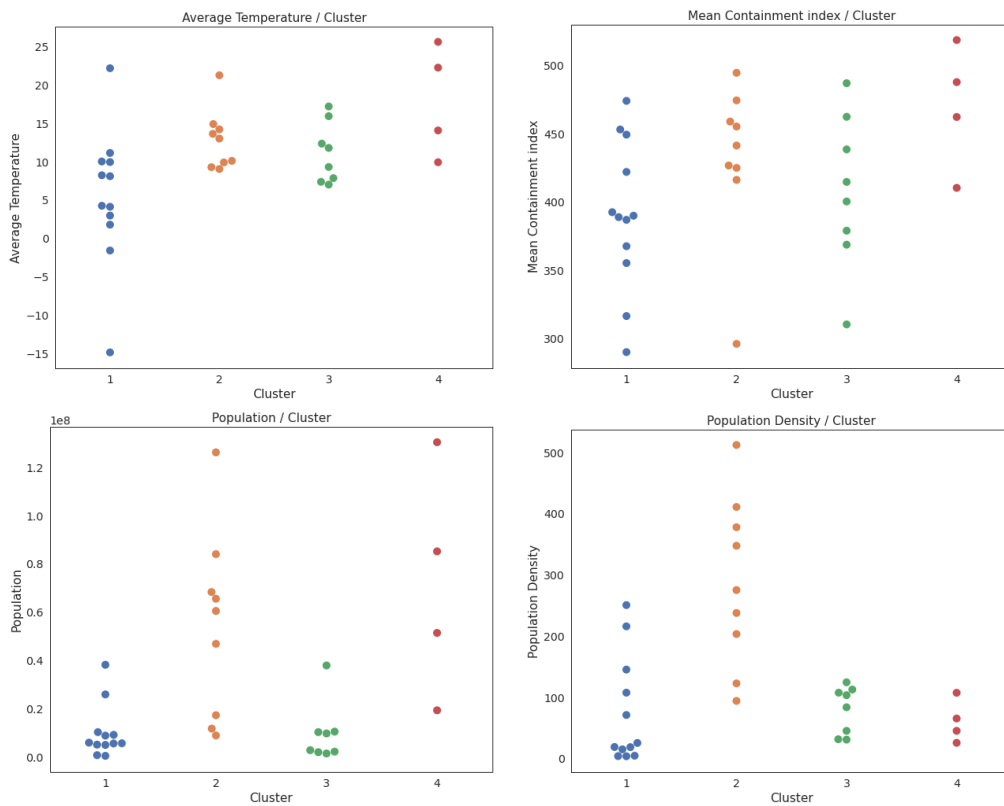 Average Temperature / Cluster
25
20
15
10
5
0
−5
−10
−15
Average Temperature
1 2 3 4
Cluster
Mean Containment index / Cluster
500
450
400
350
300
Mean Containment index
1 2 3 4
Cluster
Population / Cluster
1e8
1.2
1.0
0.8
0.6
0.4
0.2
0.0
Population
1 2 3 4
Cluster
Population Density / Cluster
500
400
300
200
100
0
Population Density
1 2 3 4
Cluster